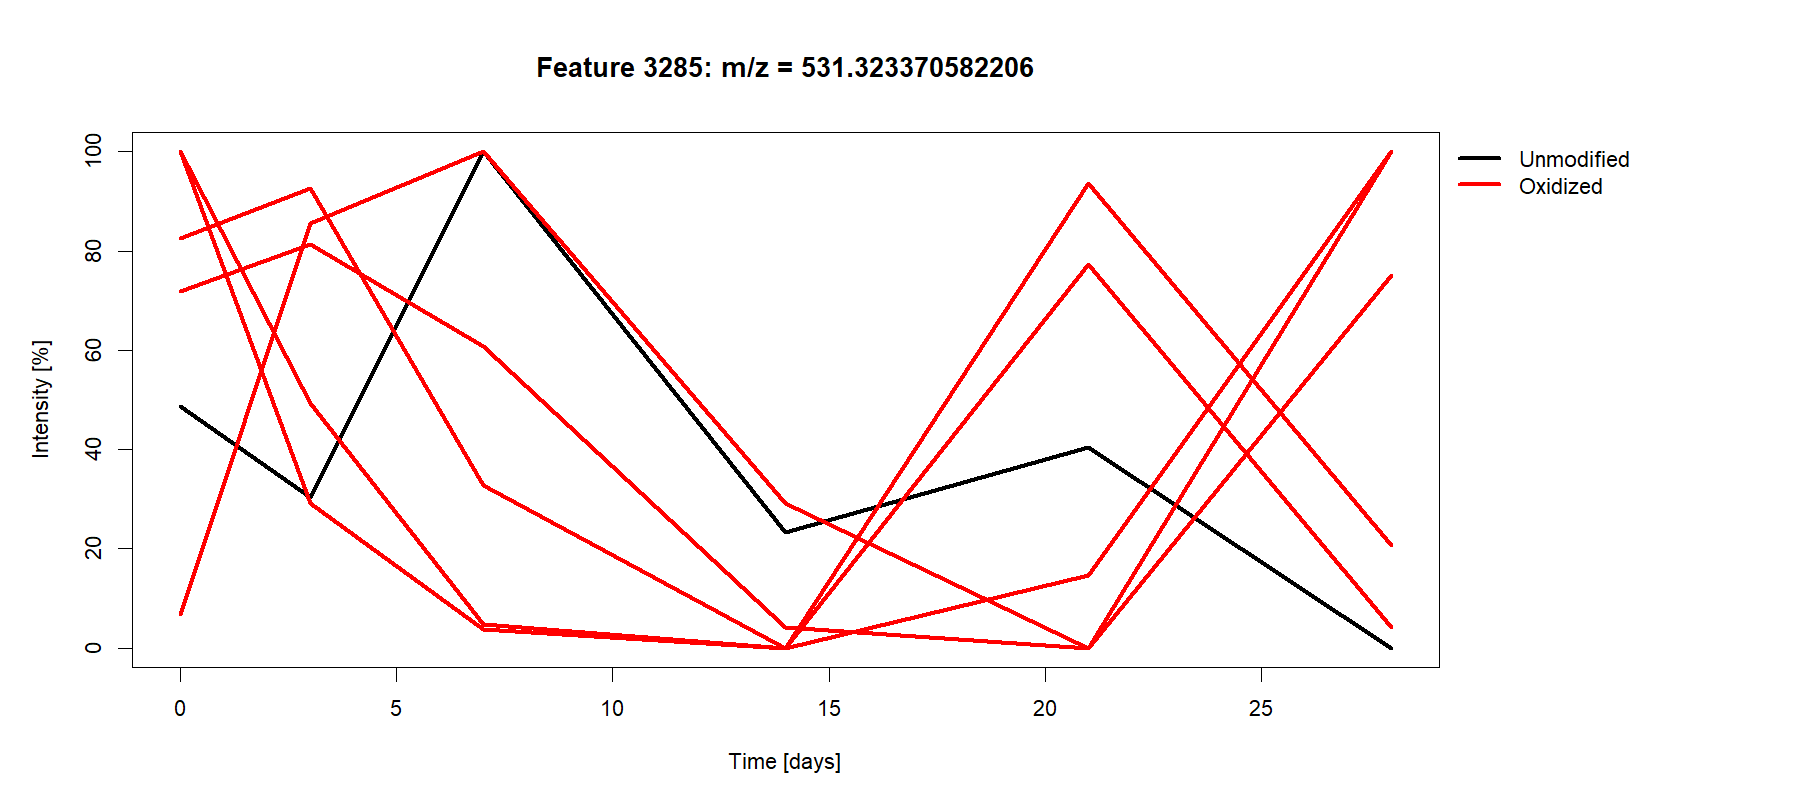 Feature 3285: m/z = 531.323370582206
Unmodified
Oxidized
Intensity [%]
100
80
60
40
20
0
0 5 10 15 20 25
Time [days]